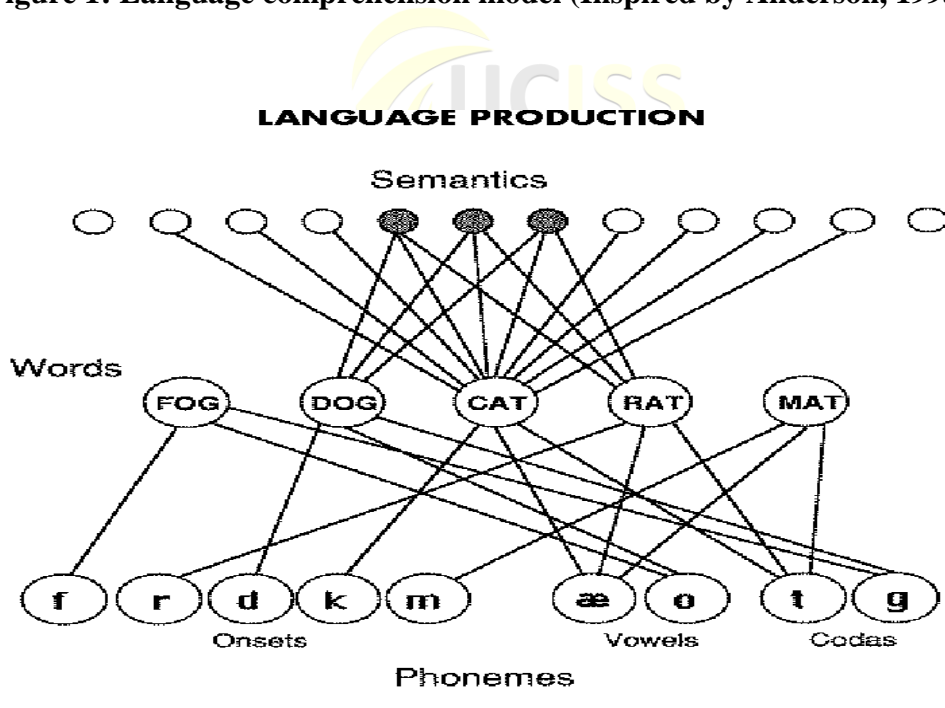 Figure 1: Language comprehension model (Inspired by Anderson, 199
UCISS
LANGUAGE PRODUCTION
Semantics
Words
FOG DOG CAT RAT MAT
f r d k m æ o t g
Onsets Vowels Codas
Phonemes